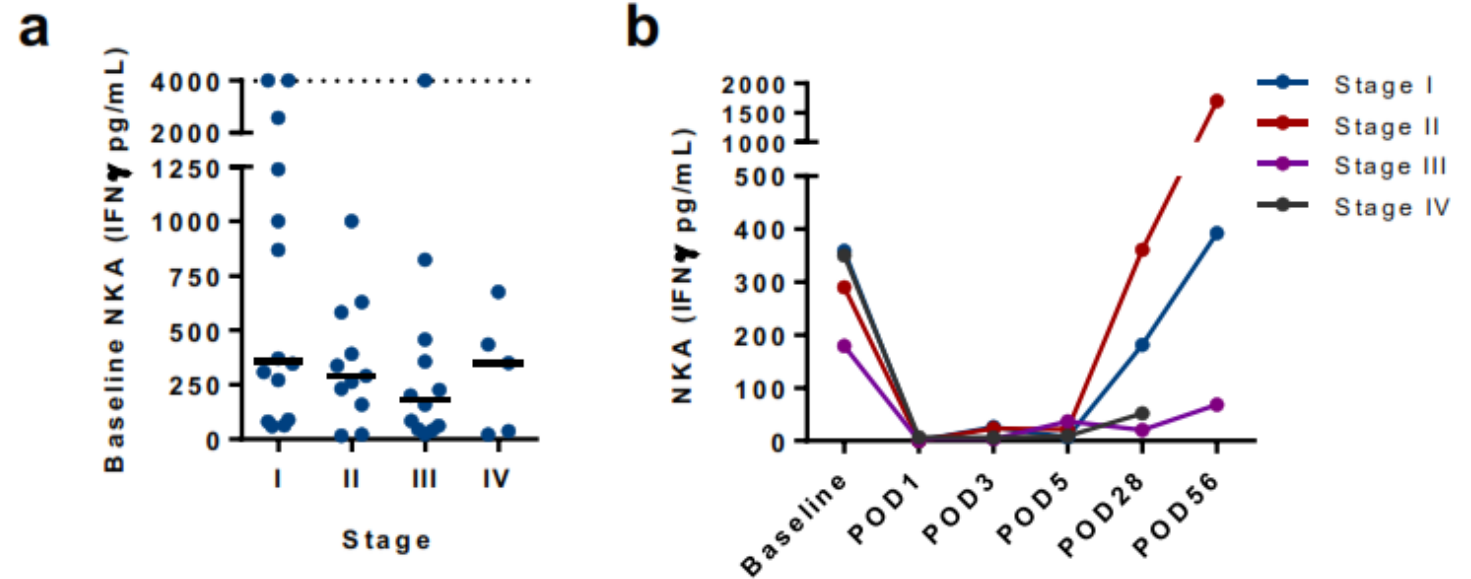 a
Baseline NKA (IFNγ pg/mL)
4000
2000
1250
1000
750
500
250
0
I II III IV
Stage
b
NKA (IFNγ pg/mL)
2000
1500
1000
500
400
300
200
100
0
Baseline POD1 POD3 POD5 POD28 POD56
Stage I
Stage II
Stage III
Stage IV